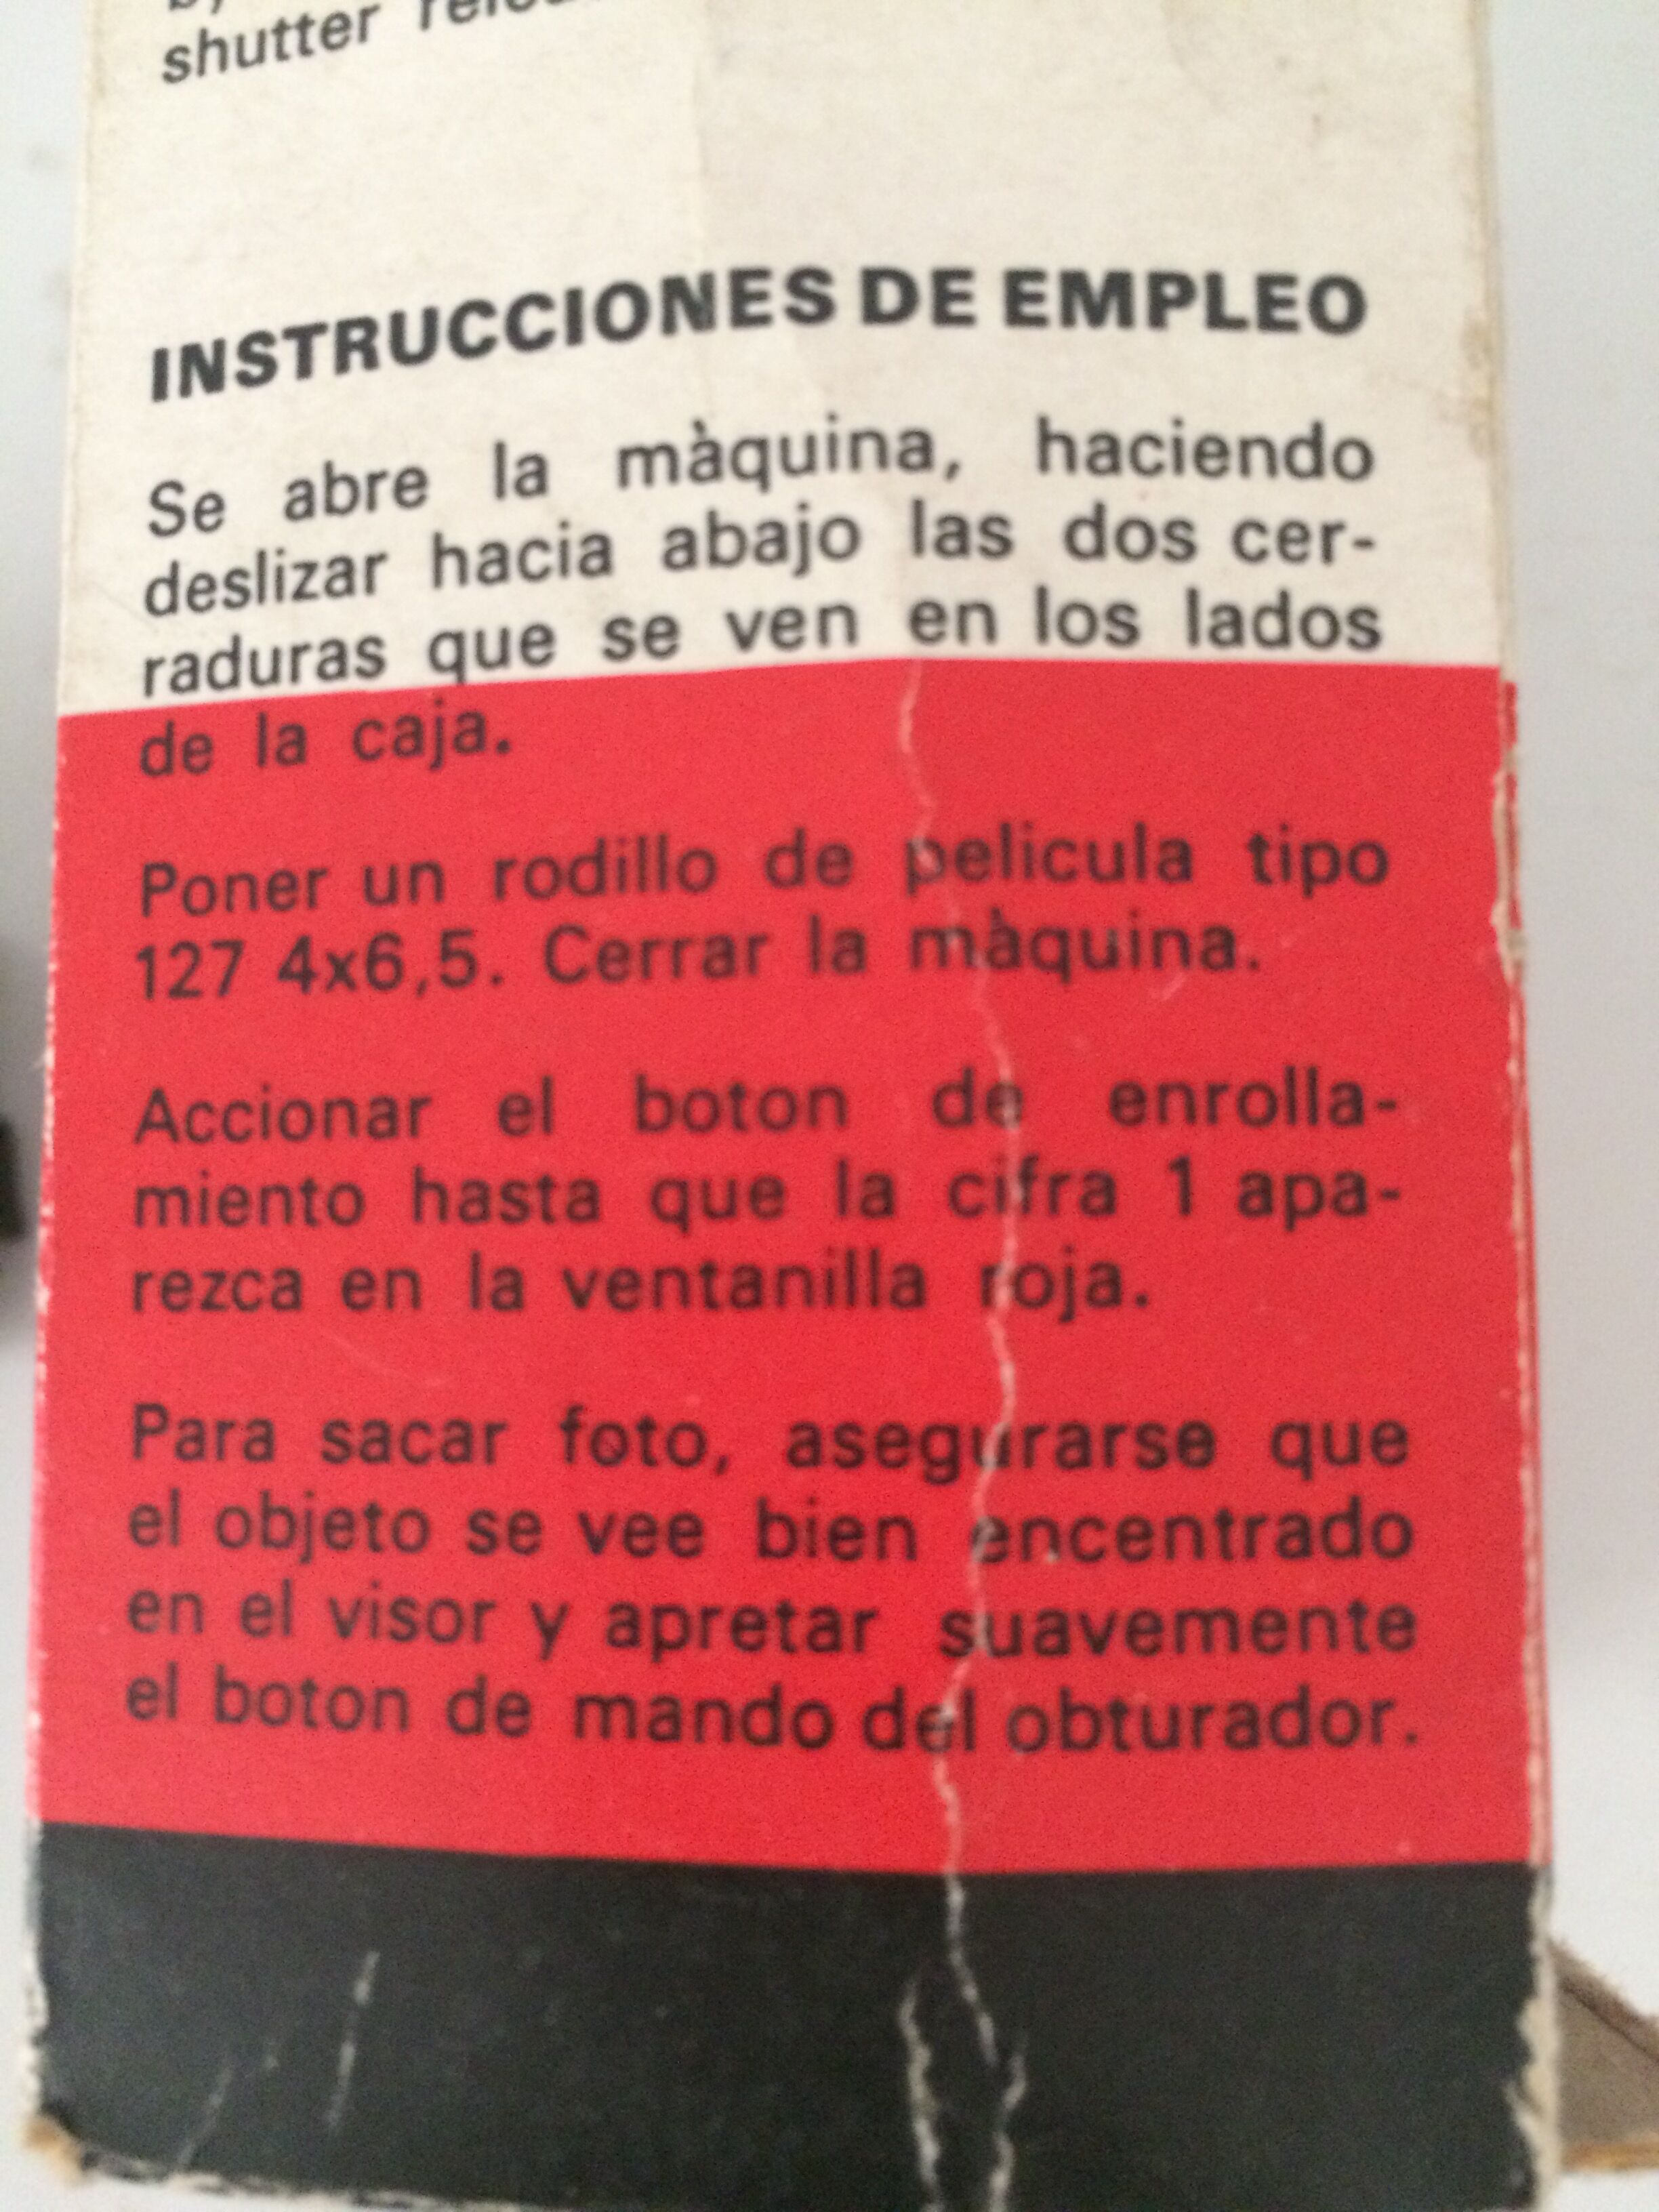 shutter
INSTRUCCIONES DE EMPLEO
Se abre la màquina, haciendo
deslizar hacia abajo las dos cer-
raduras que se ven en los lados
de la caja.
Poner un rodillo de pelicula tipo
127 4x6,5. Cerrar la màquina.
Accionar el boton de enrolla-
miento hasta que la cifra 1 apa-
rezca en la ventanilla roja.
Para sacar foto, asegurarse que
el objeto se vee bien encentrado
en el visor y apretar suavemente
el boton de mando del obturador.